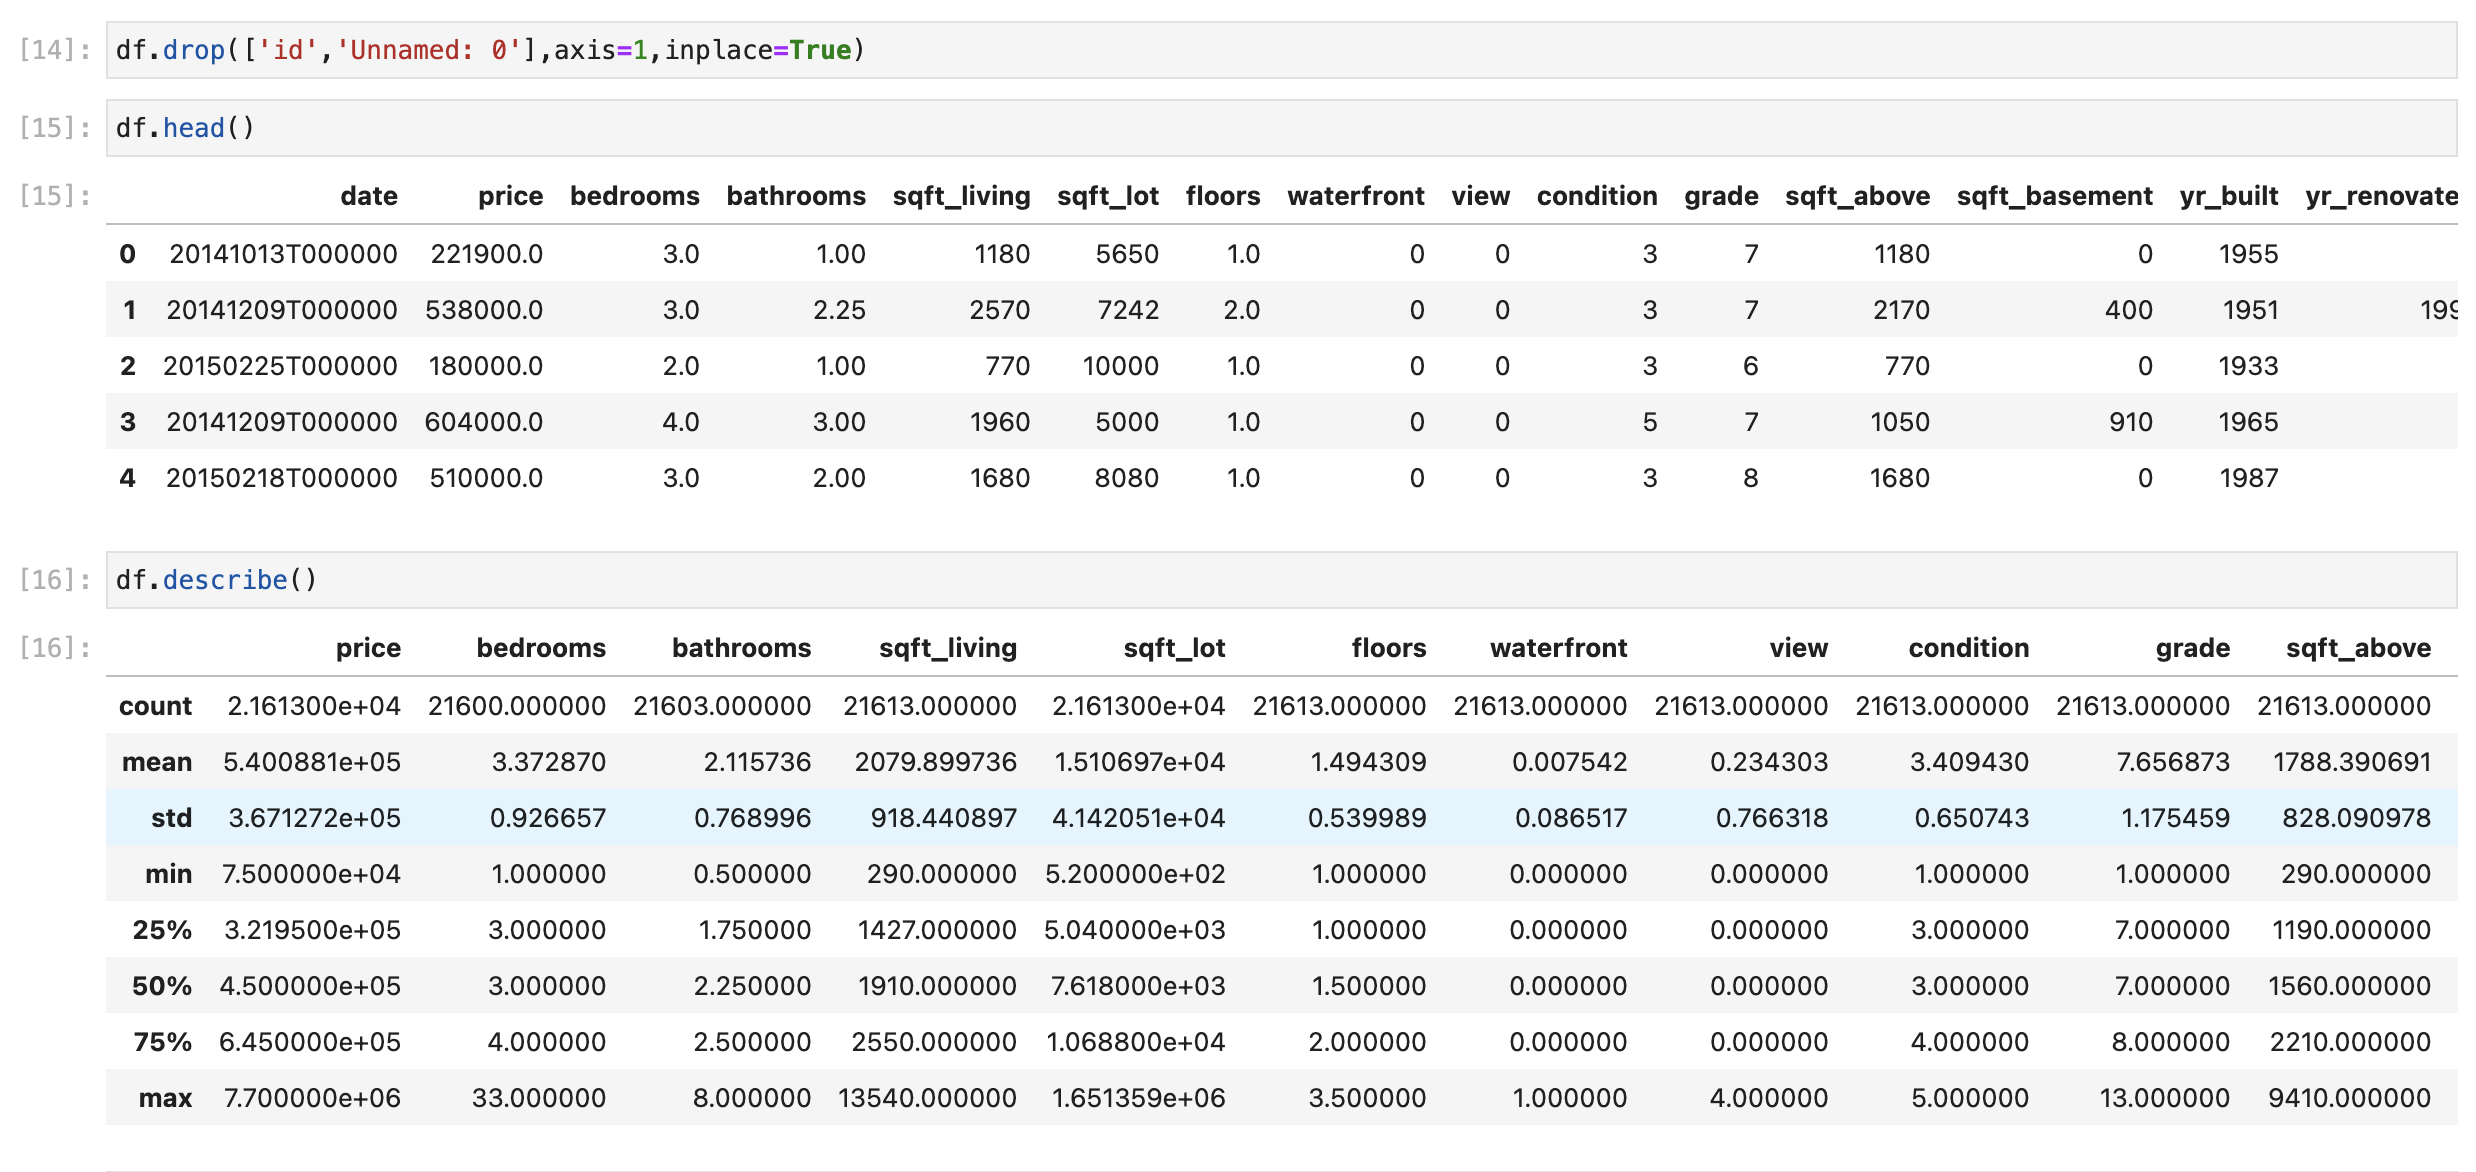 [14]: df.drop(['id','Unnamed: 0'],axis=1,inplace=True)
[15]: df.head()
[15]: date price bedrooms bathrooms sqft_living sqft_lot floors waterfront view condition grade sqft_above sqft_basement yr_built yr_renovate
0 20141013T000000 221900.0 3.0 1.00 1180 5650 1.0 0 0 3 7 1180 0 1955
1 20141209T000000 538000.0 3.0 2.25 2570 7242 2.0 0 0 3 7 2170 400 1951 199
2 20150225T000000 180000.0 2.0 1.00 770 10000 1.0 0 0 3 6 770 0 1933
3 20141209T000000 604000.0 4.0 3.00 1960 5000 1.0 0 0 5 7 1050 910 1965
4 20150218T000000 510000.0 3.0 2.00 1680 8080 1.0 0 0 3 8 1680 0 1987
[16]: df.describe()
[16]: price bedrooms bathrooms sqft_living sqft_lot floors waterfront view condition grade sqft_above
count 2.161300e+04 21600.000000 21603.000000 21613.000000 2.161300e+04 21613.000000 21613.000000 21613.000000 21613.000000 21613.000000 21613.000000
mean 5.400881e+05 3.372870 2.115736 2079.899736 1.510697e+04 1.494309 0.007542 0.234303 3.409430 7.656873 1788.390691
std 3.671272e+05 0.926657 0.768996 918.440897 4.142051e+04 0.539989 0.086517 0.766318 0.650743 1.175459 828.090978
min 7.500000e+04 1.000000 0.500000 290.000000 5.200000e+02 1.000000 0.000000 0.000000 1.000000 1.000000 290.000000
25% 3.219500e+05 3.000000 1.750000 1427.000000 5.040000e+03 1.000000 0.000000 0.000000 3.000000 7.000000 1190.000000
50% 4.500000e+05 3.000000 2.250000 1910.000000 7.618000e+03 1.500000 0.000000 0.000000 3.000000 7.000000 1560.000000
75% 6.450000e+05 4.000000 2.500000 2550.000000 1.068800e+04 2.000000 0.000000 0.000000 4.000000 8.000000 2210.000000
max 7.700000e+06 33.000000 8.000000 13540.000000 1.651359e+06 3.500000 1.000000 4.000000 5.000000 13.000000 9410.000000